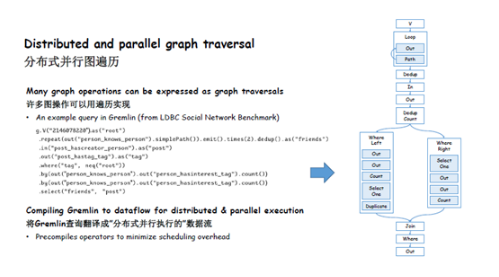 Distributed and parallel graph traversal
分布式并行图遍历
Many graph operations can be expressed as graph traversals
许多图操作可以用遍历实现
• An example query in Gremlin (from LDBC Social Network Benchmark)
g.V("2146078220").as("root")
.repeat(out("person_knows_person").simplePath()).emit().times(2).dedup().as("friends")
.in("post_hascreator_person").as("post")
.out("post_hastag_tag").as("tag")
.where("tag", neq("root"))
.by(out("person_knows_person").out("person_hasinterest_tag").count())
.by(out("person_knows_person").out("person_hasinterest_tag").count())
.select("friends", "post")
Compiling Gremlin to dataflow for distributed & parallel execution
将Gremlin查询翻译成“分布式并行执行的”数据流
• Precompiles operators to minimize scheduling overhead
V
Loop
Out
Path
Dedup
In
Out
Dedup
Count
Where
Left
Out
Out
Count
Select
One
Duplicate
Where
Right
Select
One
Out
Out
Count
Join
Where
Out